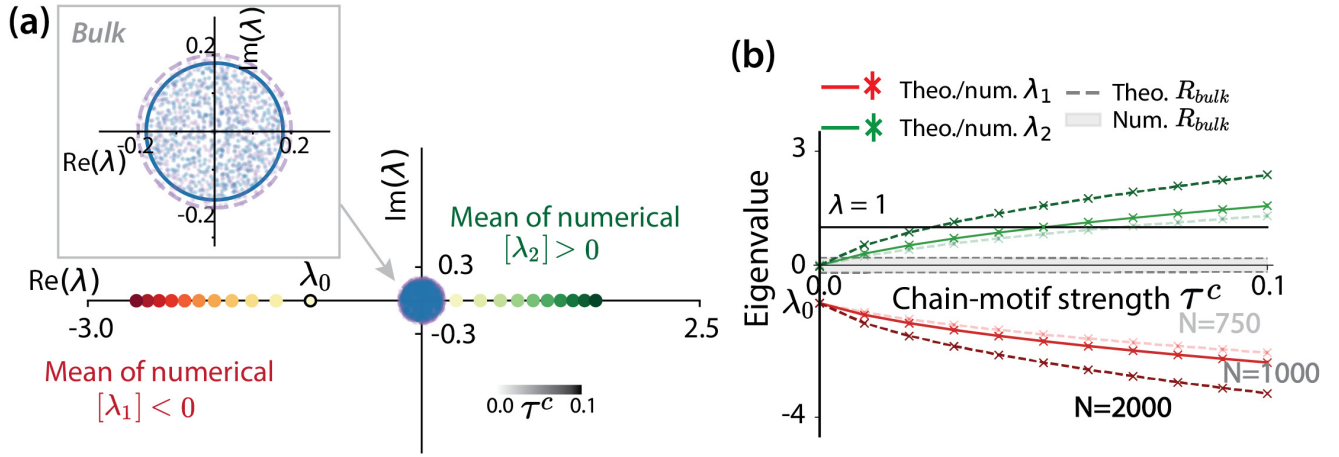 (a)
Bulk
Im(λ)
0.2
-0.2
0.2
Re(λ)
-0.2
Im(λ)
Mean of numerical
[λ₂] > 0
0.3
Re(λ)
λ₀
-3.0
-0.3
2.5
Mean of numerical
[λ₁] < 0
0.0 τᶜ 0.1
(b)
Theo./num. λ₁
Theo. R_bulk
Theo./num. λ₂
Num. R_bulk
Eigenvalue
3
λ = 1
0
0.0
0.1
λ₀
Chain-motif strength τᶜ
N=750
N=1000
N=2000
-4